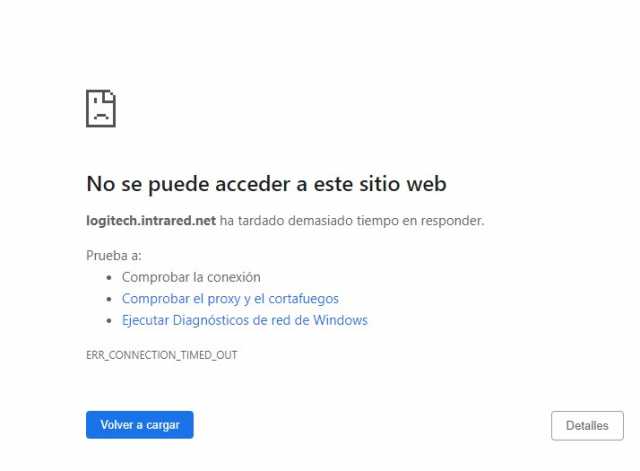 No se puede acceder a este sitio web
logitech.intrared.net ha tardado demasiado tiempo en responder.
Prueba a:
• Comprobar la conexión
• Comprobar el proxy y el cortafuegos
• Ejecutar Diagnósticos de red de Windows
ERR_CONNECTION_TIMED_OUT
Volver a cargar
Detalles